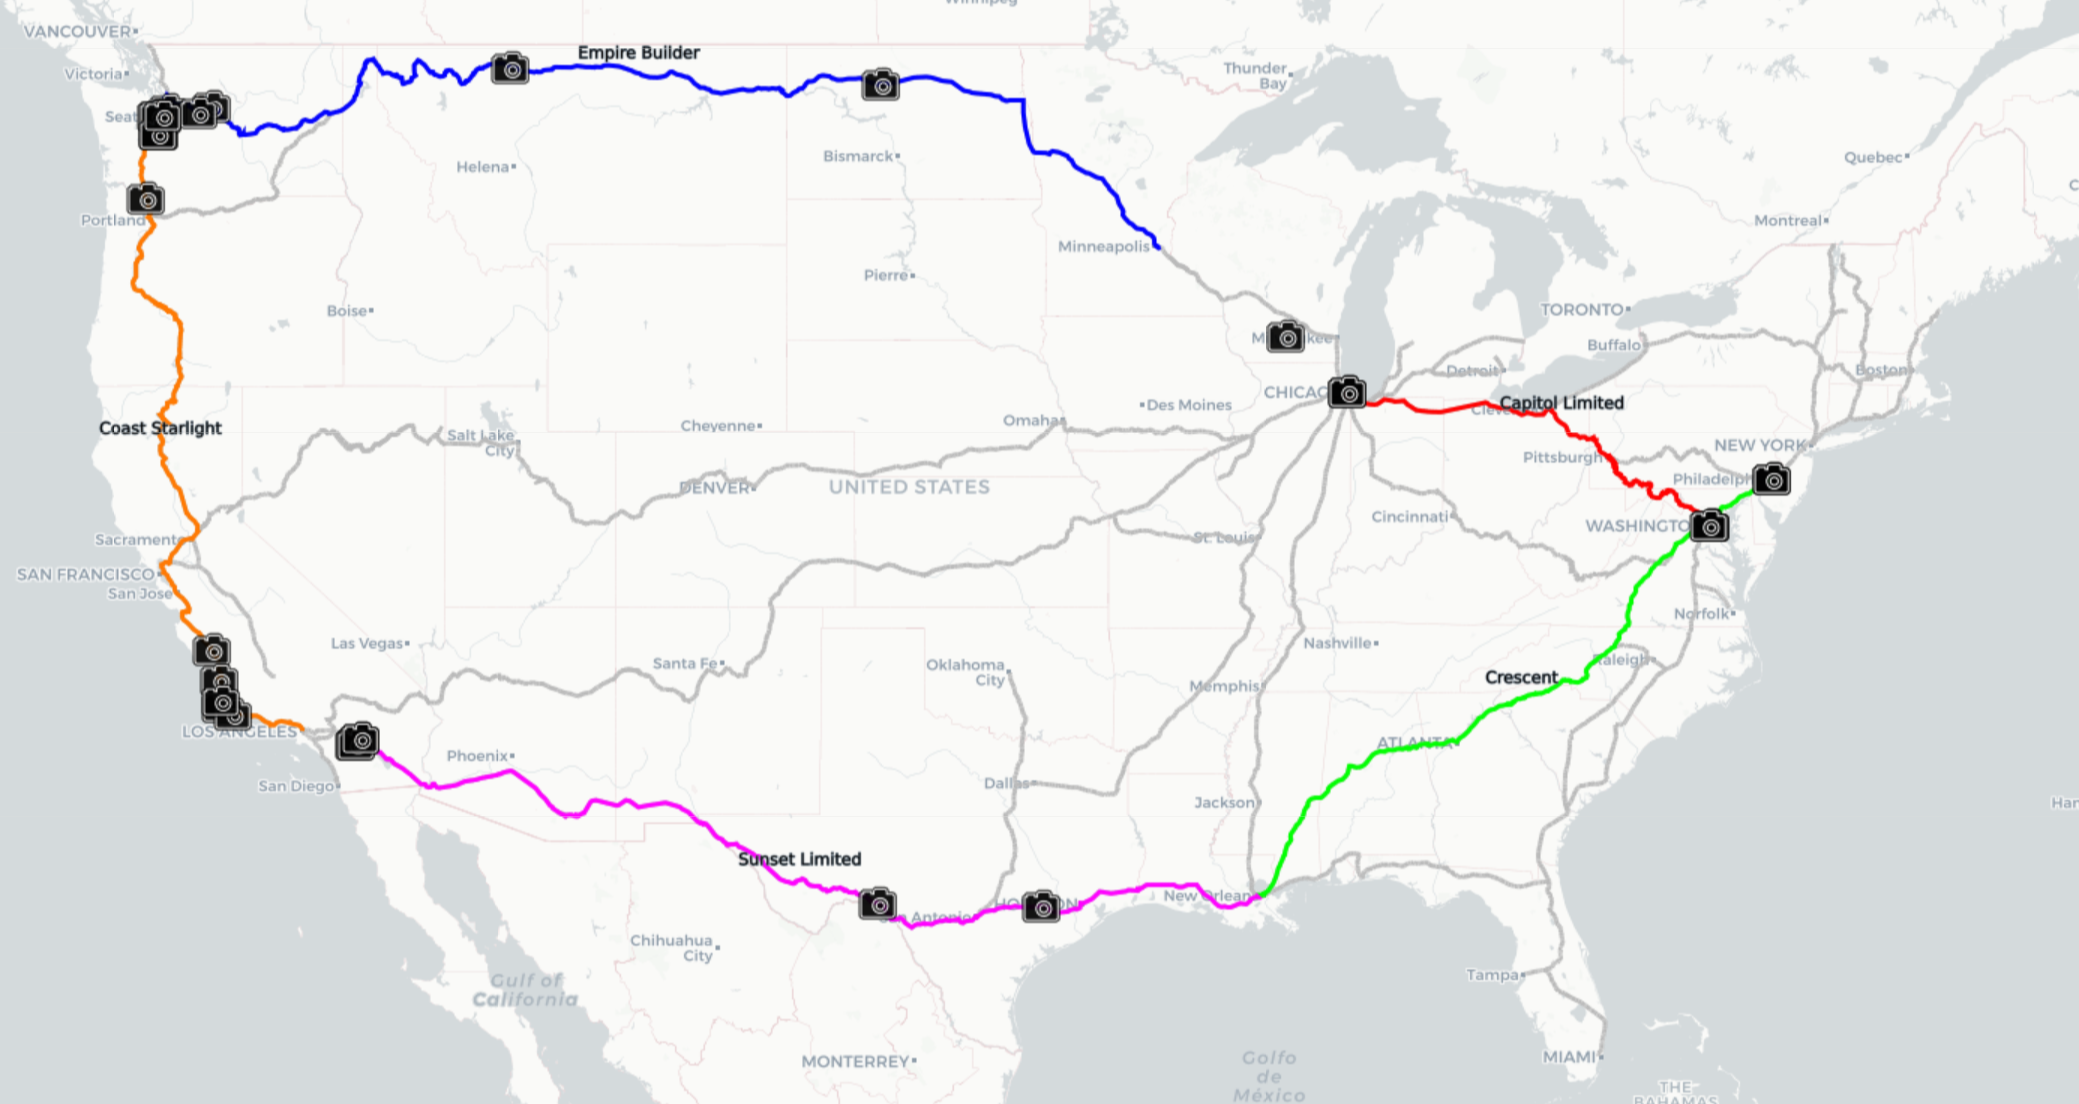 Winnipeg
VANCOUVER
Victoria
Empire Builder
Thunder
Bay
Seat
Helena
Bismarck
Quebec
Portland
Montreal
Minneapolis
Pierre
Boise
TORONTO
M kee
Buffalo
Detroit
Boston
CHICAG
Des Moines
Capitol Limited
Cleve
Omaha
Cheyenne
Coast Starlight
Salt Lake
City
NEW YORK
Pittsburgh
Philadelph
DENVER
UNITED STATES
Cincinnati
WASHINGTO
Sacramento
St. Louis
SAN FRANCISCO
San Jose
Norfolk
Las Vegas
Nashville
Santa Fe
Oklahoma
City
Raleigh
Crescent
Memphis
LOS ANGELES
Phoenix
ATLANTA
San Diego
Dallas
Jackson
Har
Sunset Limited
New Orlean
HO ON
Antonio
Chihuahua
City
Tampa
Gulf of
California
MONTERREY
Golfo
de
México
MIAMI
THE
BAHAMAS